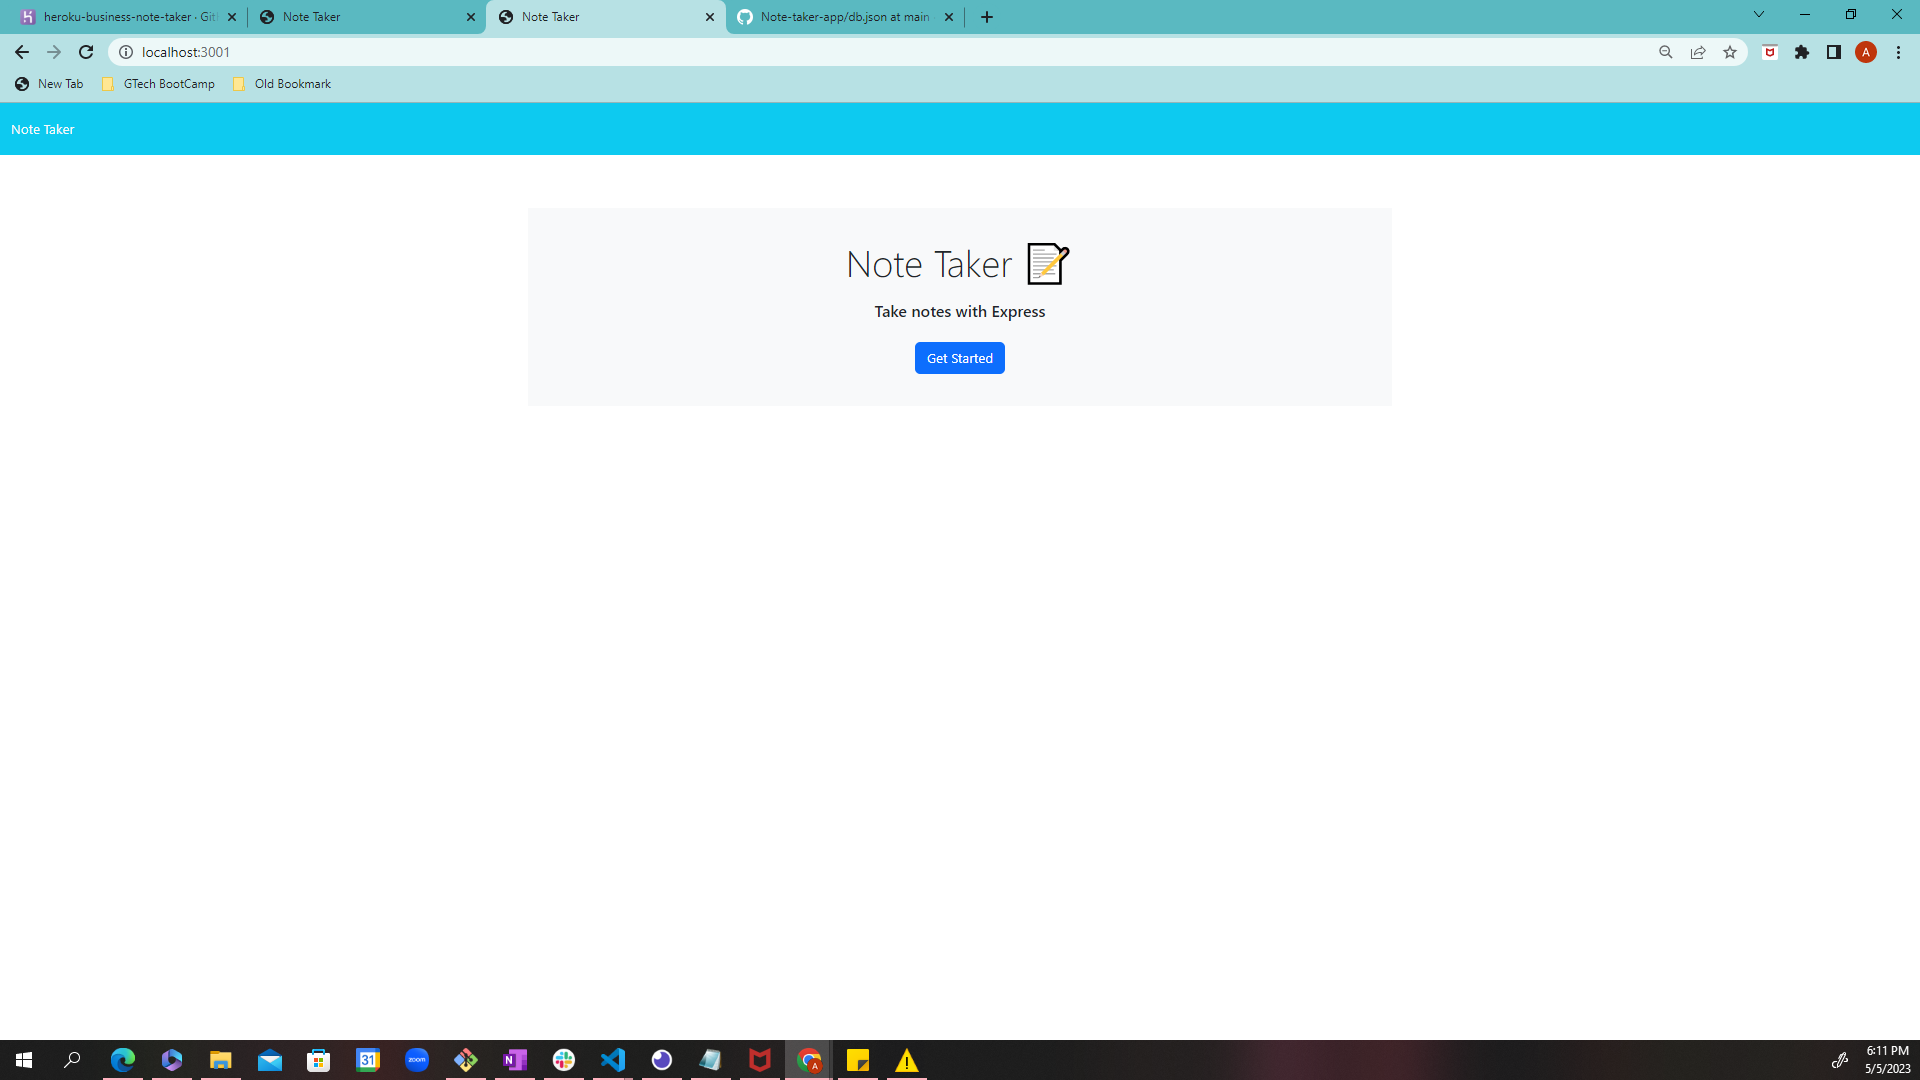 heroku-business-note-taker · Git
Note Taker
Note Taker
Note-taker-app/db.json at main
localhost:3001
A
New Tab
GTech BootCamp
Old Bookmark
Note Taker
Note Taker
Take notes with Express
Get Started
31
zoom
N
A
6:11 PM
5/5/2023